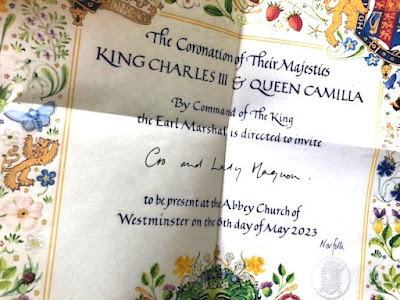 The Coronation of Their Majesties
KING CHARLES III & QUEEN CAMILLA
By Command of The King
the Earl Marshal is directed to invite
and Lady
to be present at the Abbey Church of
Westminster on the 6th day of May 2023
Norfolk